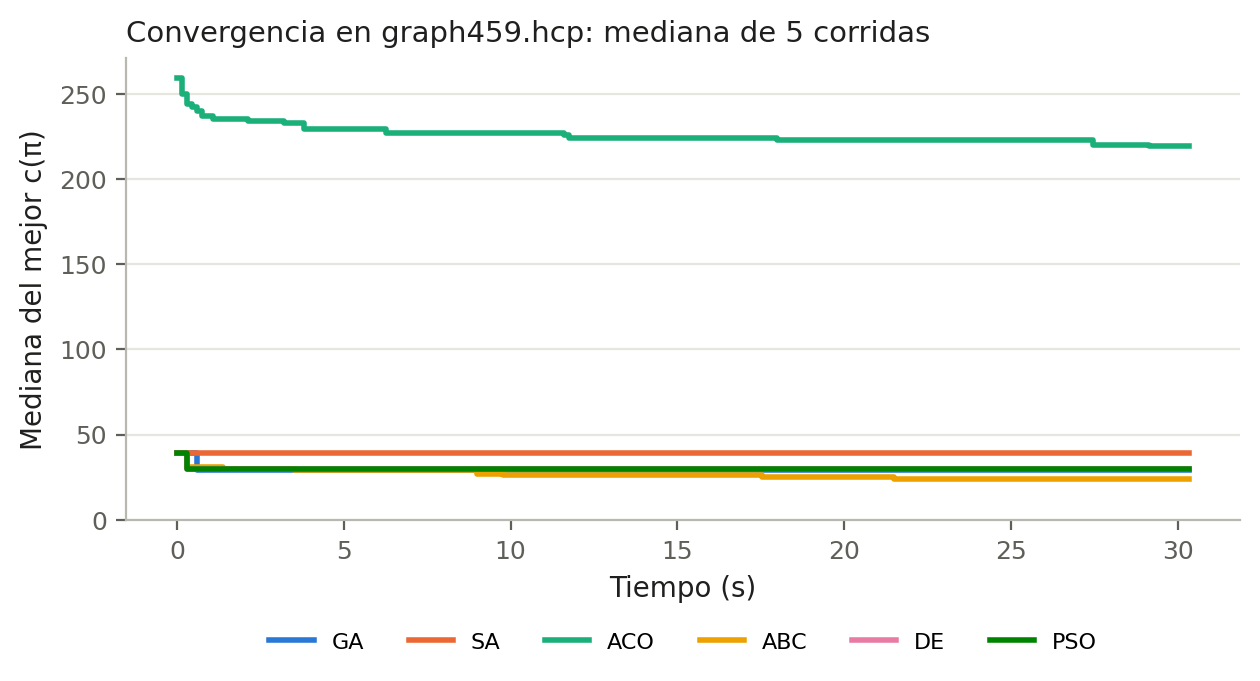 Convergencia en graph459.hcp: mediana de 5 corridas
Mediana del mejor c(π)
250
200
150
100
50
0
0 5 10 15 20 25 30
Tiempo (s)
GA SA ACO ABC DE PSO